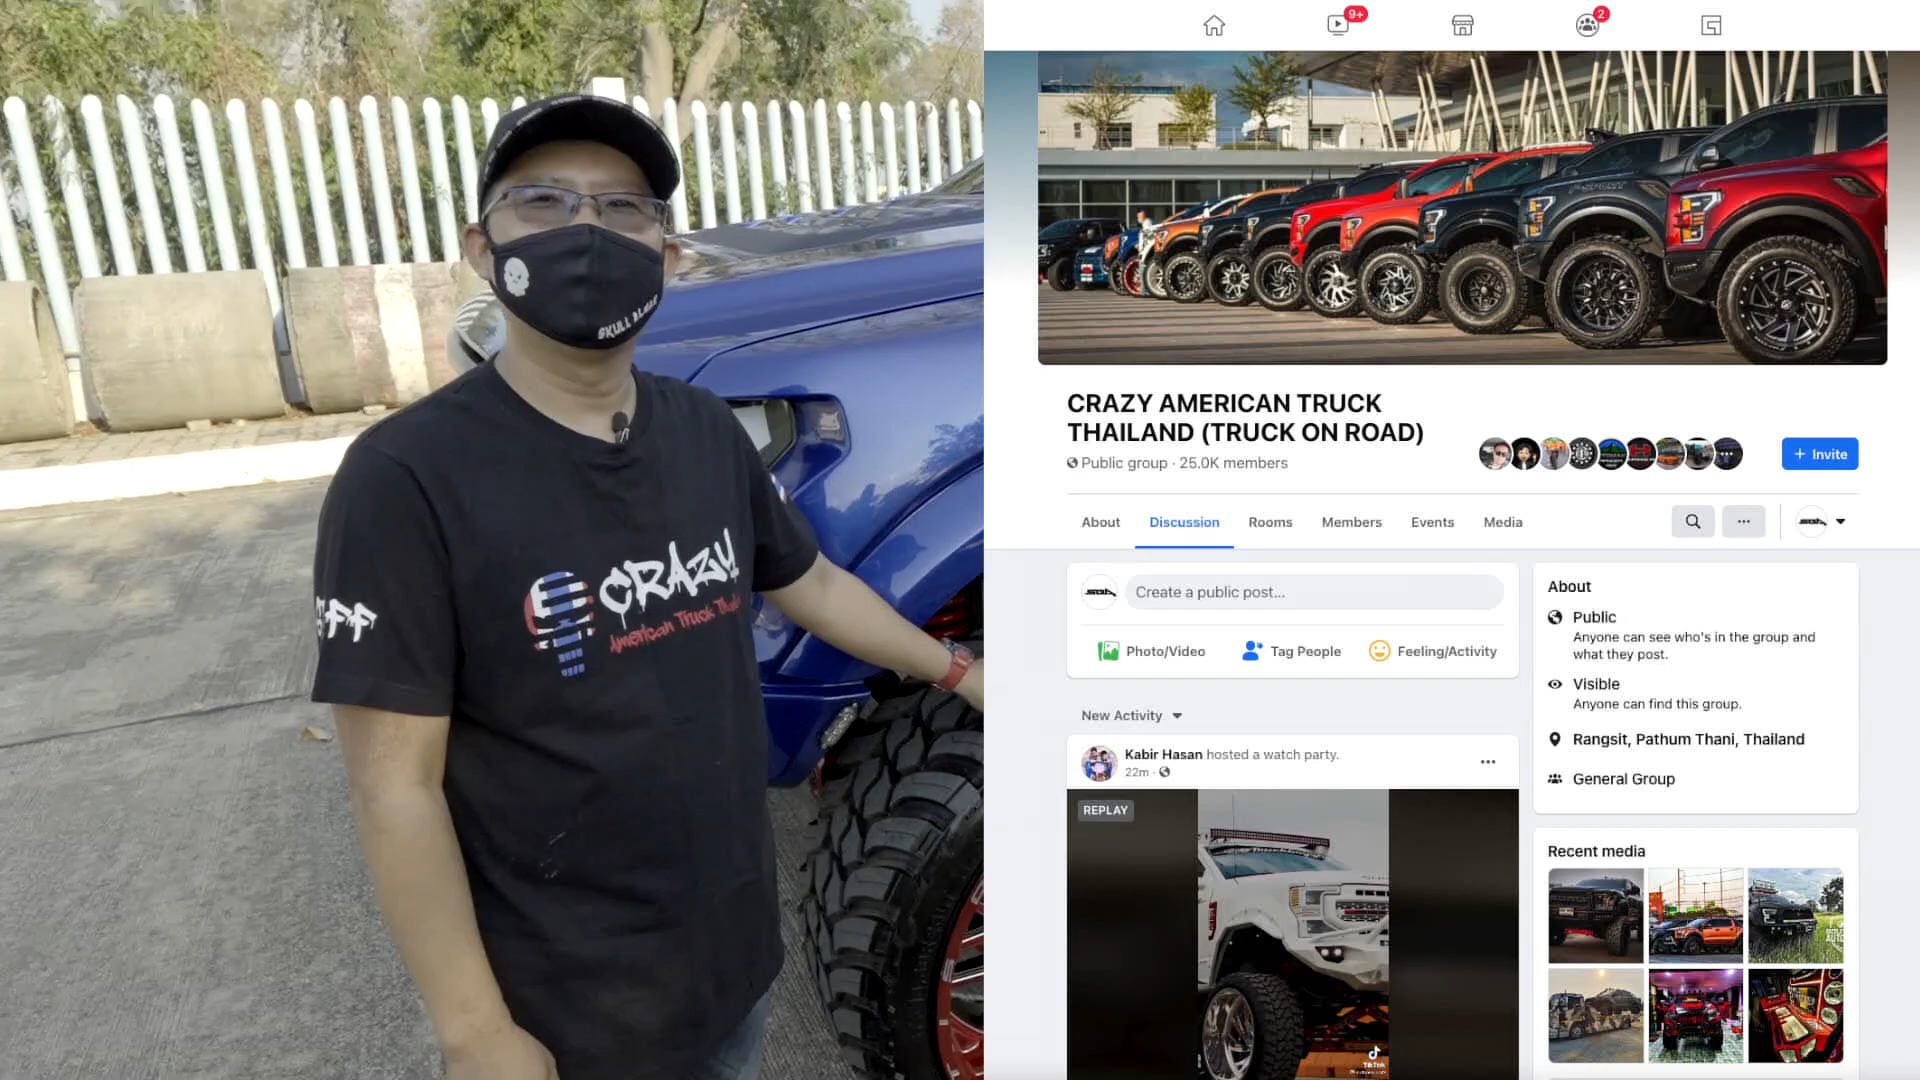 SKULL
CRAZY
American Truck
9+
2
CRAZY AMERICAN TRUCK
THAILAND (TRUCK ON ROAD)
Public group · 25.0K members
+ Invite
About
Discussion
Rooms
Members
Events
Media
Create a public post...
Photo/Video
Tag People
Feeling/Activity
New Activity
Kabir Hasan hosted a watch party.
22m ·
REPLAY
TikTok
About
Public
Anyone can see who's in the group and
what they post.
Visible
Anyone can find this group.
Rangsit, Pathum Thani, Thailand
General Group
Recent media